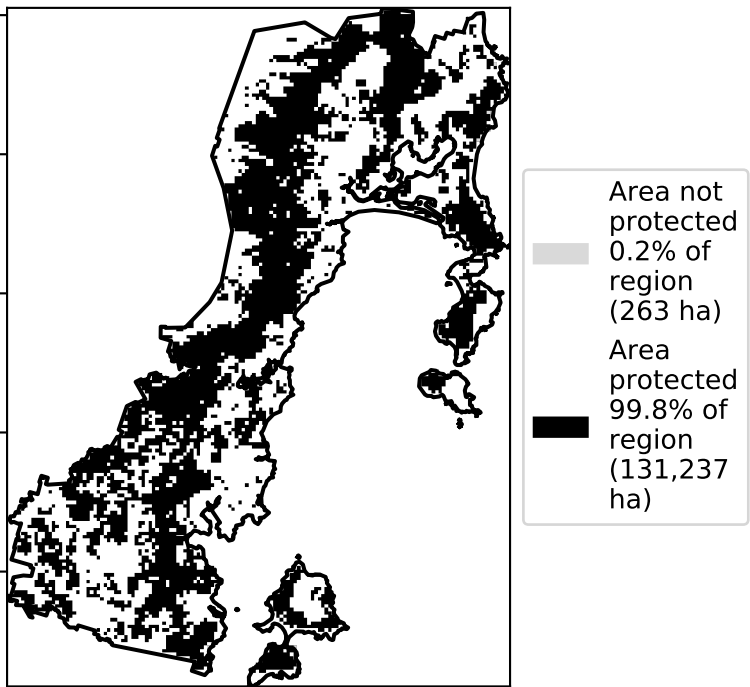 Area not
protected
0.2% of
region
(263 ha)
Area
protected
99.8% of
region
(131,237
ha)